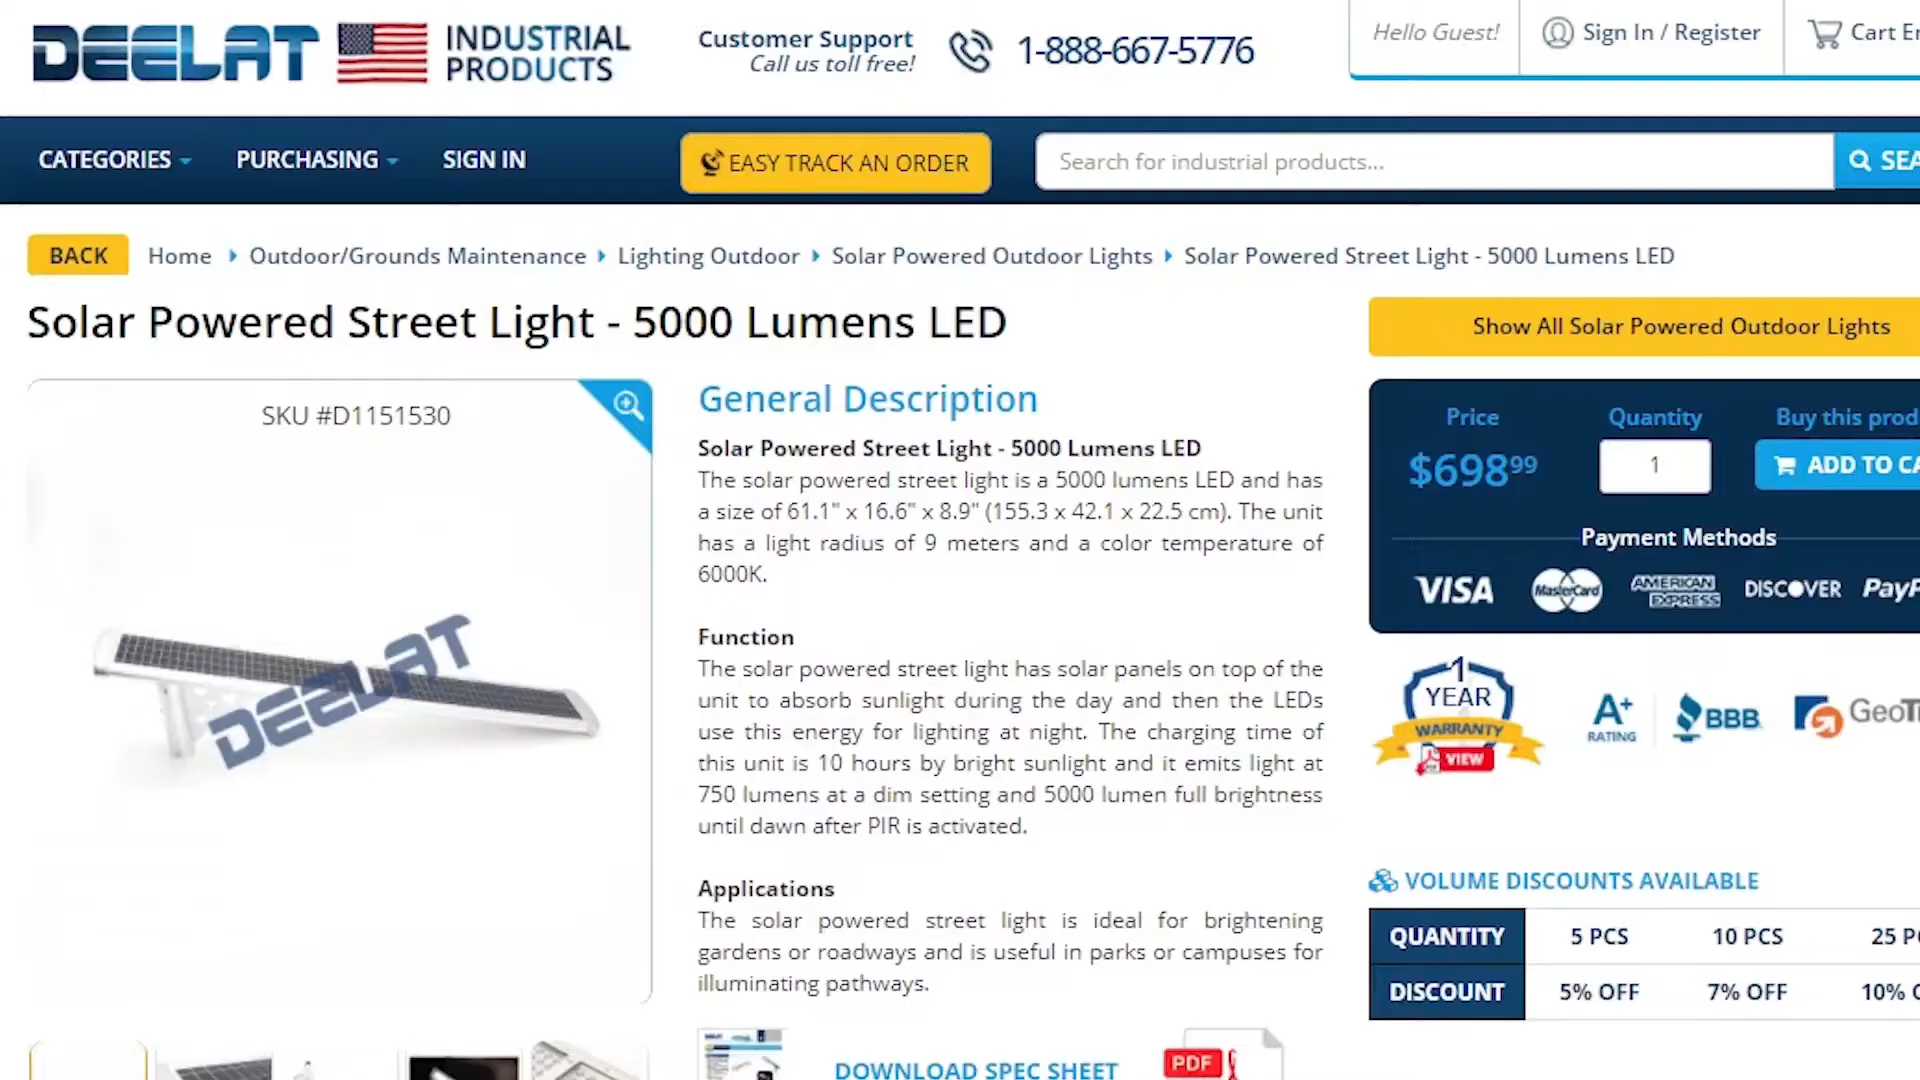 DEELAT
INDUSTRIAL
PRODUCTS
Customer Support
Call us toll free!
1-888-667-5776
Hello Guest!
Sign In / Register
Cart
CATEGORIES
PURCHASING
SIGN IN
EASY TRACK AN ORDER
Search for industrial products...
BACK
Home
Outdoor/Grounds Maintenance
Lighting Outdoor
Solar Powered Outdoor Lights
Solar Powered Street Light - 5000 Lumens LED
Solar Powered Street Light - 5000 Lumens LED
Show All Solar Powered Outdoor Lights
SKU #D1151530
DEELAT
General Description
Solar Powered Street Light - 5000 Lumens LED
The solar powered street light is a 5000 lumens LED and has
a size of 61.1" x 16.6" x 8.9" (155.3 x 42.1 x 22.5 cm). The unit
has a light radius of 9 meters and a color temperature of
6000K.
Function
The solar powered street light has solar panels on top of the
unit to absorb sunlight during the day and then the LEDs
use this energy for lighting at night. The charging time of
this unit is 10 hours by bright sunlight and it emits light at
750 lumens at a dim setting and 5000 lumen full brightness
until dawn after PIR is activated.
Applications
The solar powered street light is ideal for brightening
gardens or roadways and is useful in parks or campuses for
illuminating pathways.
DOWNLOAD SPEC SHEET
PDF
Price
Quantity
Buy this
$698⁹⁹
1
ADD TO
Payment Methods
VISA
MasterCard
AMERICAN
EXPRESS
DISCOVER
1
YEAR
WARRANTY
VIEW
A+
RATING
BBB
VOLUME DISCOUNTS AVAILABLE
QUANTITY 5 PCS 10 PCS 25
DISCOUNT 5% OFF 7% OFF 10%